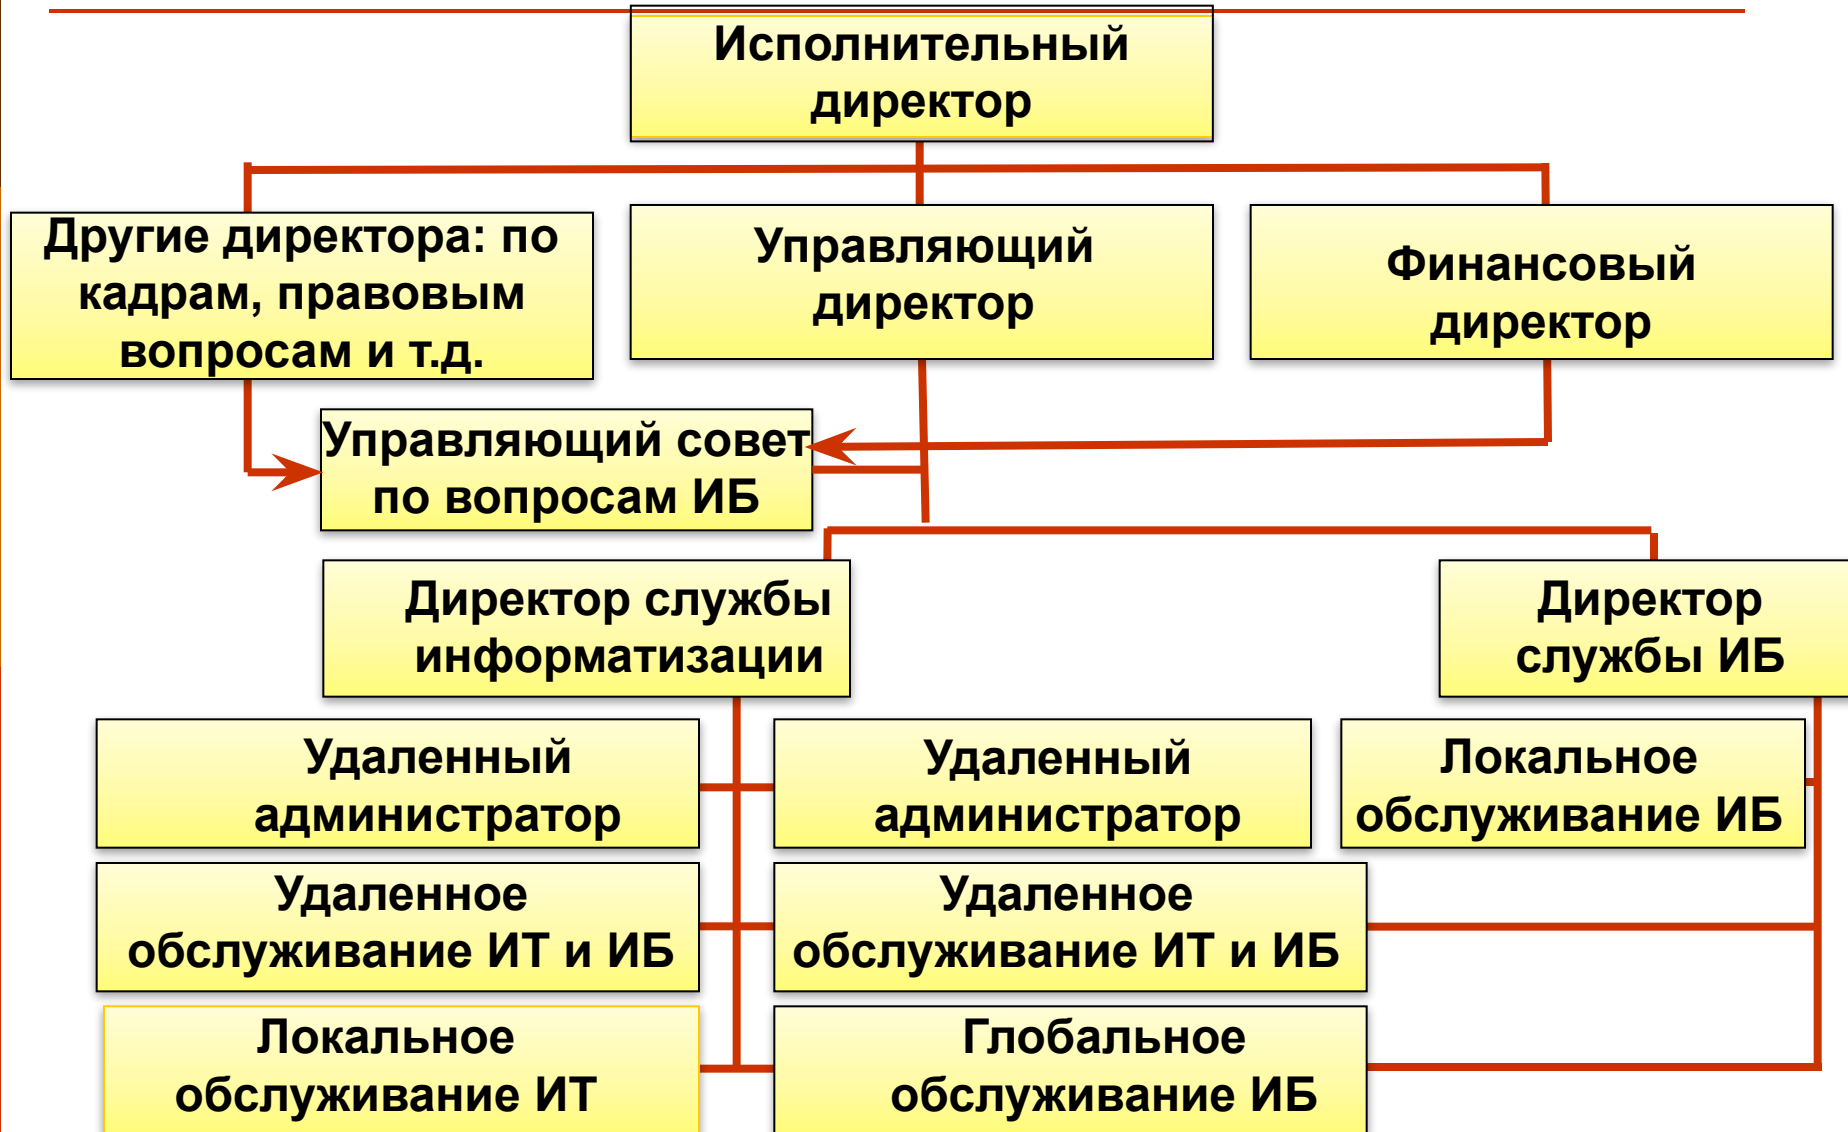 Исполнительный
директор
Другие директора: по
кадрам, правовым
вопросам и т.д.
Управляющий
директор
Финансовый
директор
Управляющий совет
по вопросам ИБ
Директор службы
информатизации
Директор
службы ИБ
Удаленный
администратор
Удаленный
администратор
Локальное
обслуживание ИБ
Удаленное
обслуживание ИТ и ИБ
Удаленное
обслуживание ИТ и ИБ
Локальное
обслуживание ИТ
Глобальное
обслуживание ИБ